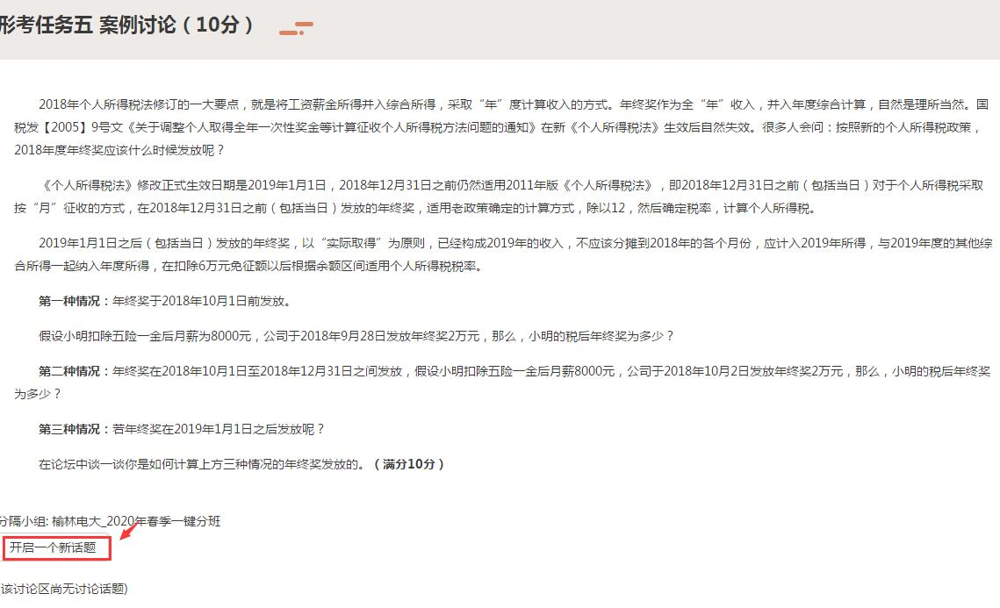 形考任务五 案例讨论（10分）
2018年个人所得税法修订的一大要点，就是将工资薪金所得并入综合所得，采取“年”度计算收入的方式。年终奖作为全“年”收入，并入年度综合计算，自然是理所当然。国
税发【2005】9号文《关于调整个人取得全年一次性奖金等计算征收个人所得税方法问题的通知》在新《个人所得税法》生效后自然失效。很多人会问：按照新的个人所得税政策，
2018年度年终奖应该什么时候发放呢？
《个人所得税法》修改正式生效日期是2019年1月1日，2018年12月31日之前仍然适用2011年版《个人所得税法》，即2018年12月31日之前（包括当日）对于个人所得税采取
按“月”征收的方式，在2018年12月31日之前（包括当日）发放的年终奖，适用老政策确定的计算方式，除以12，然后确定税率，计算个人所得税。
2019年1月1日之后（包括当日）发放的年终奖，以“实际取得”为原则，已经构成2019年的收入，不应该分摊到2018年的各个月份，应计入2019年所得，与2019年度的其他综
合所得一起纳入年度所得，在扣除6万元免征额以后根据余额区间适用个人所得税税率。
第一种情况：年终奖于2018年10月1日前发放。
假设小明扣除五险一金后月薪为8000元，公司于2018年9月28日发放年终奖2万元，那么，小明的税后年终奖为多少？
第二种情况：年终奖在2018年10月1日至2018年12月31日之间发放，假设小明扣除五险一金后月薪8000元，公司于2018年10月2日发放年终奖2万元，那么，小明的税后年终奖
为多少？
第三种情况：若年终奖在2019年1月1日之后发放呢？
在论坛中谈一谈你是如何计算上方三种情况的年终奖发放的。（满分10分）
分隔小组: 榆林电大_2020年春季一键分班
开启一个新话题
该讨论区尚无讨论话题)